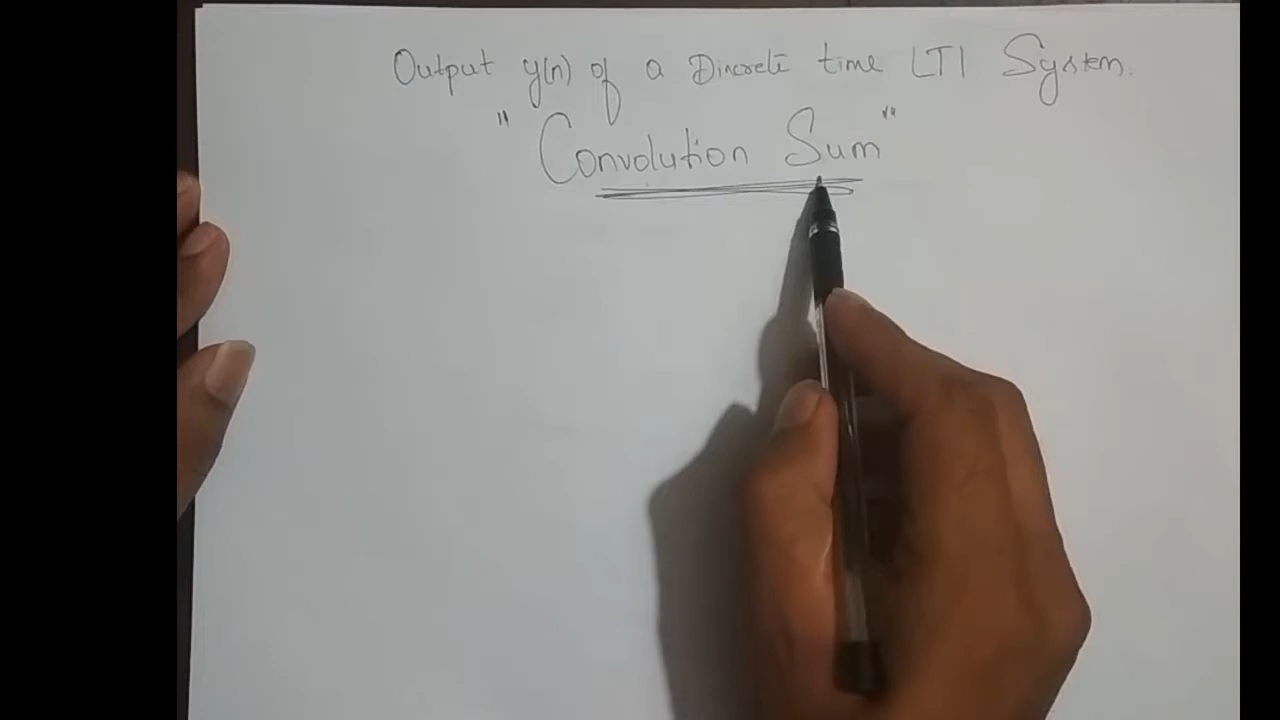 Output y(n) of a Discrete time LTI System.
"Convolution Sum"